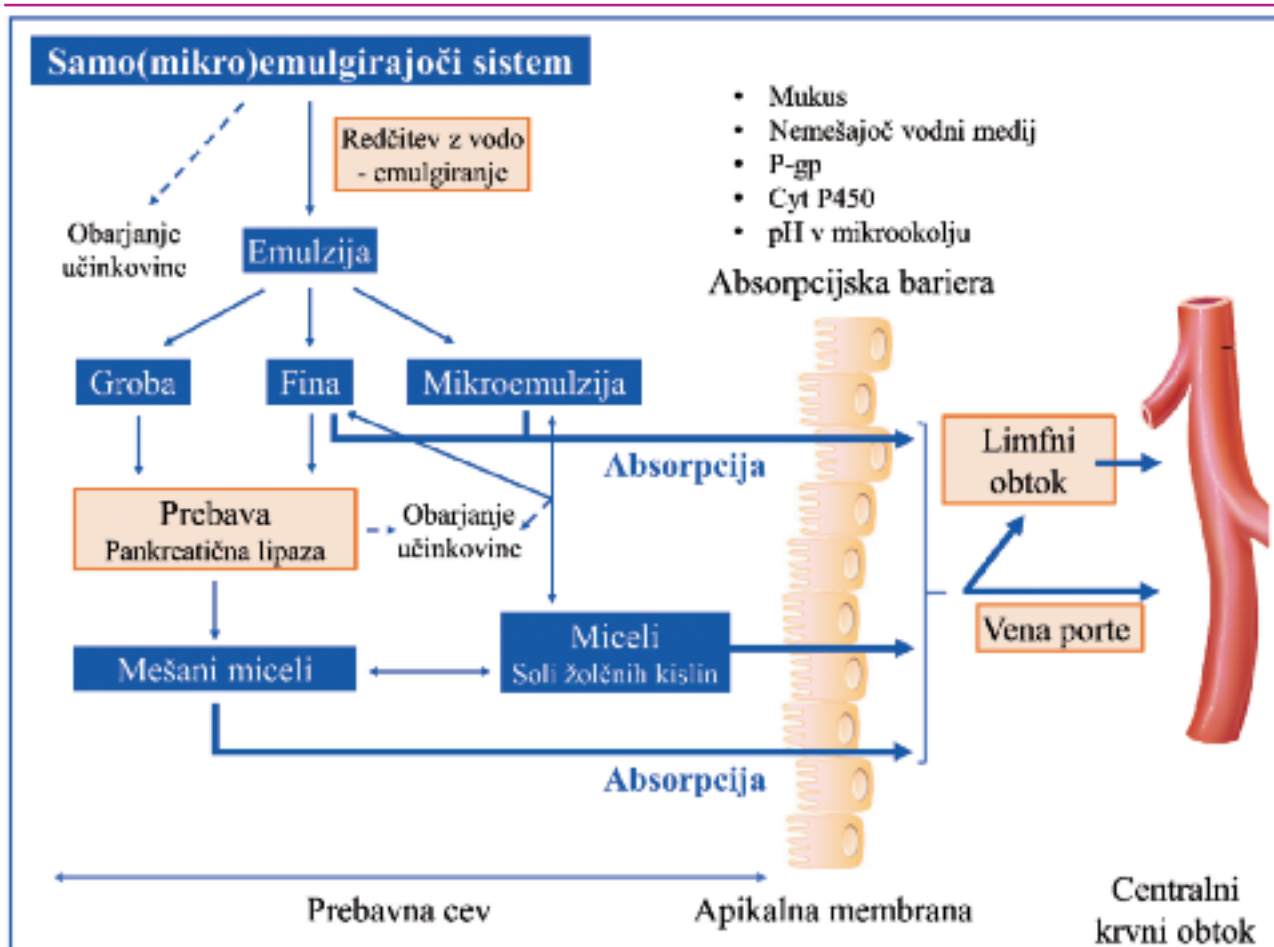 Samo(mikro)emulgirajoči sistem
Redčitev z vodo
- emulgiranje
• Mukus
• Nemešajoč vodni medij
• P-gp
• Cyt P450
• pH v mikrookolju
Obarjanje
učinkovine
Emulzija
Absorpcijska bariera
Groba
Fina
Mikroemulzija
Absorpcija
Limfni
obtok
Prebava
Pankreatična lipaza
Obarjanje
učinkovine
Vena porte
Mešani miceli
Miceli
Soli žolčnih kislin
Absorpcija
Prebavna cev
Apikalna membrana
Centralni
krvni obtok